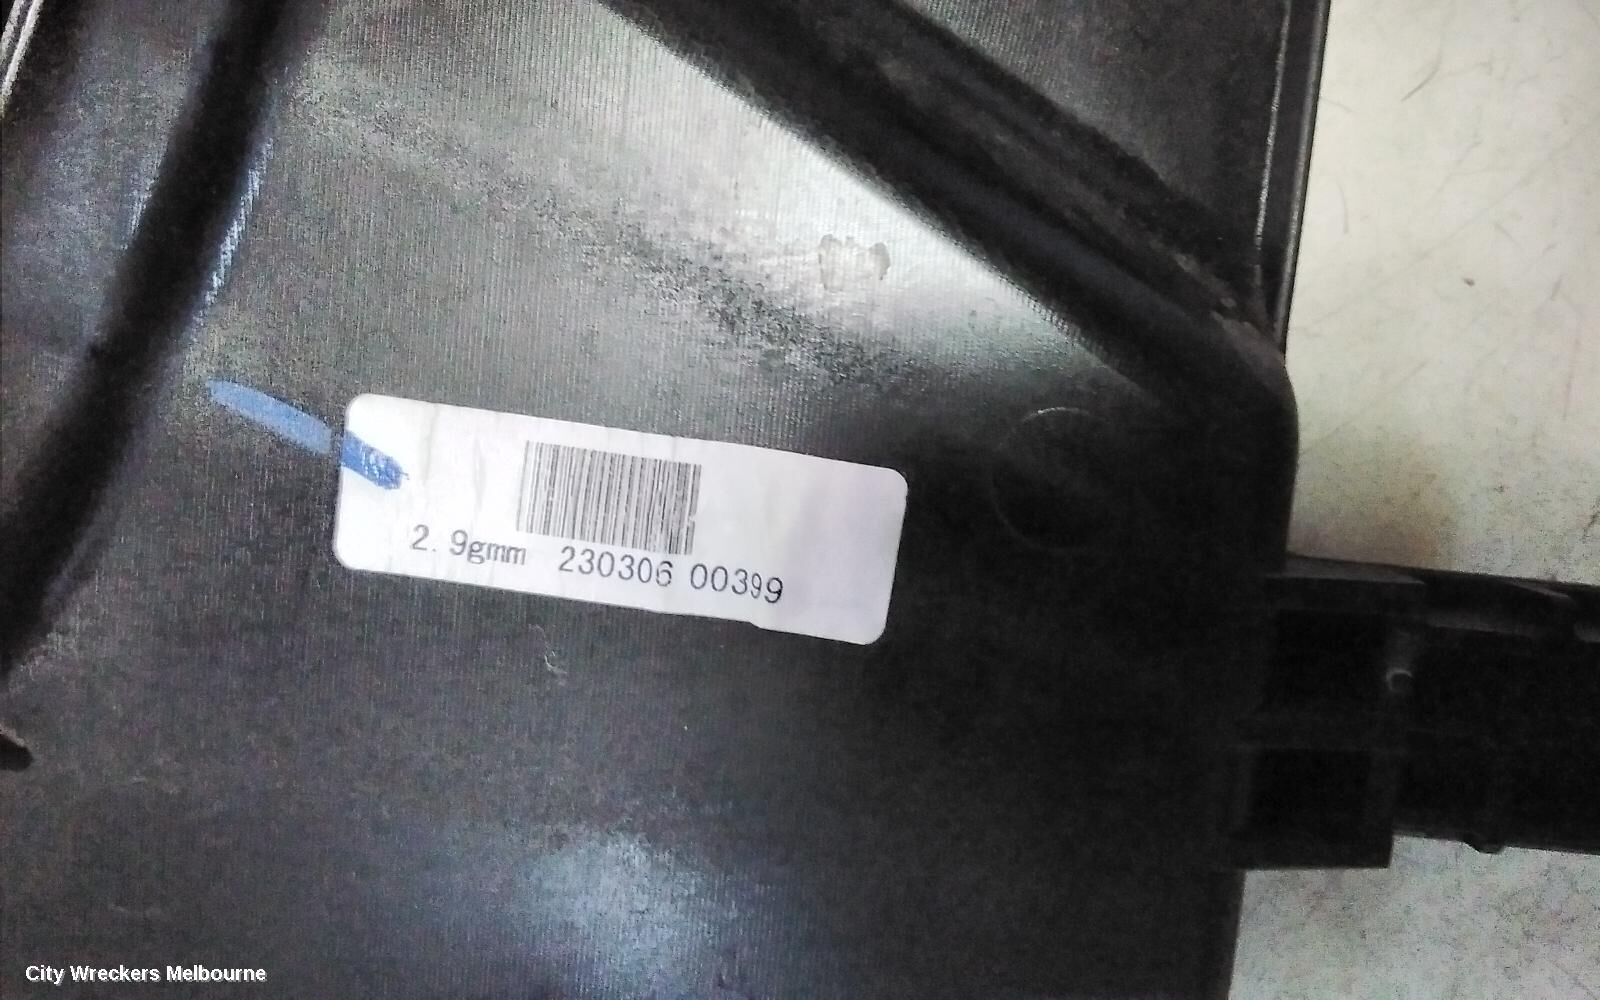 2.9gmm 230306 00399
City Wreckers Melbourne